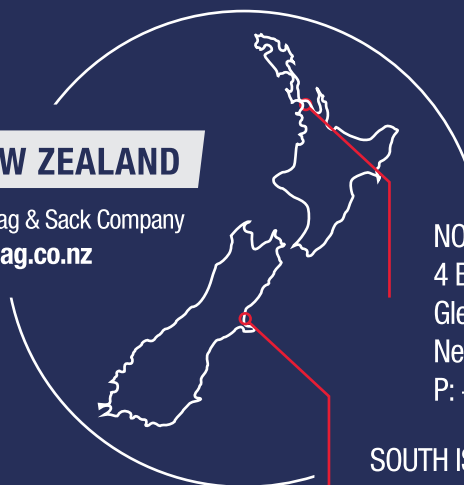 W ZEALAND
ag & Sack Company
ag.co.nz
NO
4 E
Gle
Ne
P:
SOUTH IS